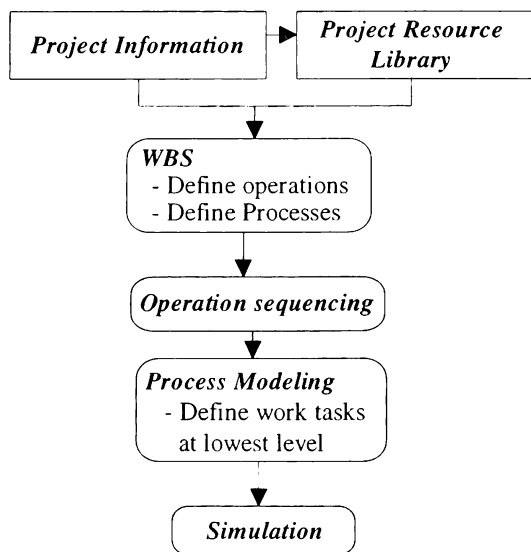 Project Information
Project Resource
Library
WBS
- Define operations
- Define Processes
Operation sequencing
Process Modeling
- Define work tasks
at lowest level
Simulation